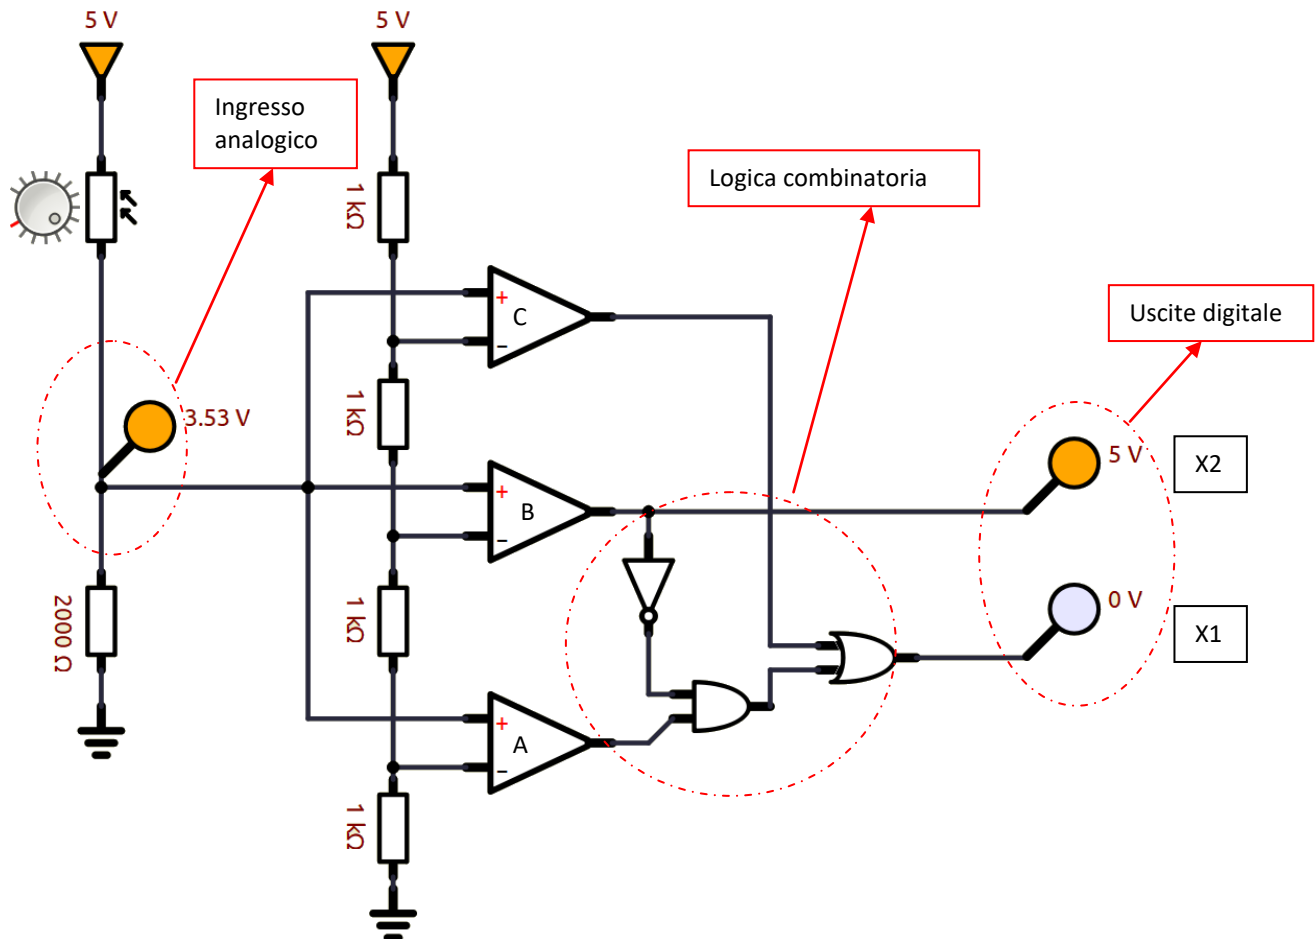 5 V
5 V
Ingresso
analogico
Logica combinatoria
1 kΩ
Uscite digitale
+
C
−
1 kΩ
3.53 V
5 V
X2
+
B
−
2000 Ω
1 kΩ
0 V
X1
+
A
−
1 kΩ